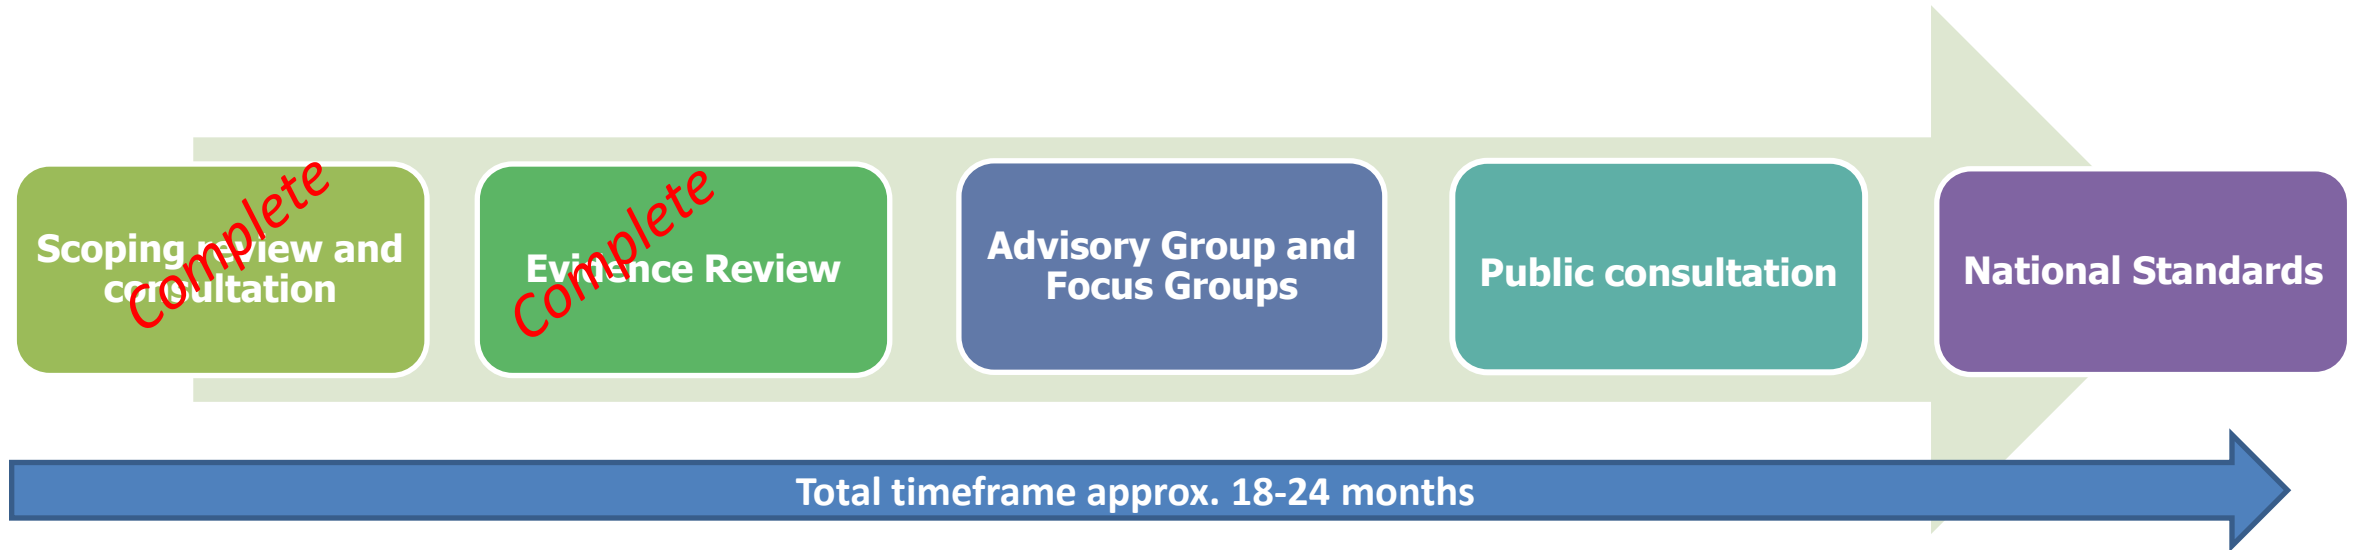 Scoping review and
consultation
Complete
Evidence Review
Complete
Advisory Group and
Focus Groups
Public consultation
National Standards
Total timeframe approx. 18-24 months